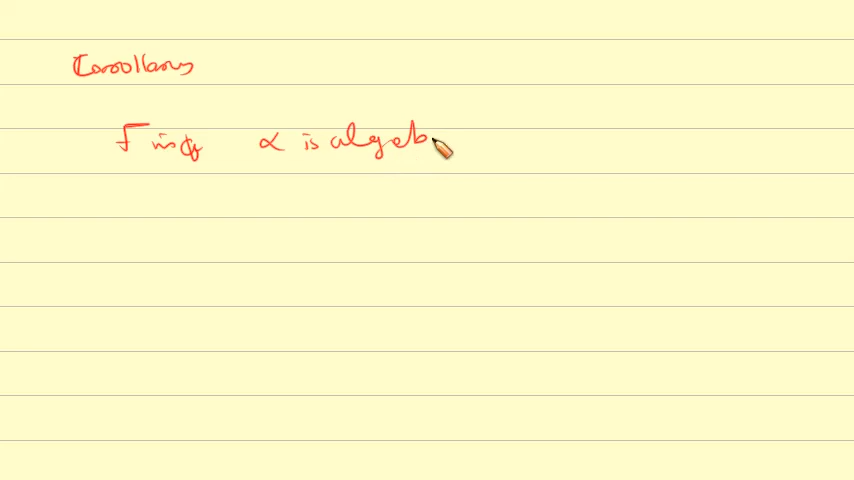 Corollary
F in ⊄ α is algeb